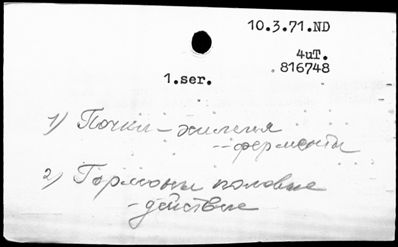 10.3.71.ND
4uT.
816748
1.ser.
1) Почки – химия
-- ферменты
2) Гормоны половые
- действие